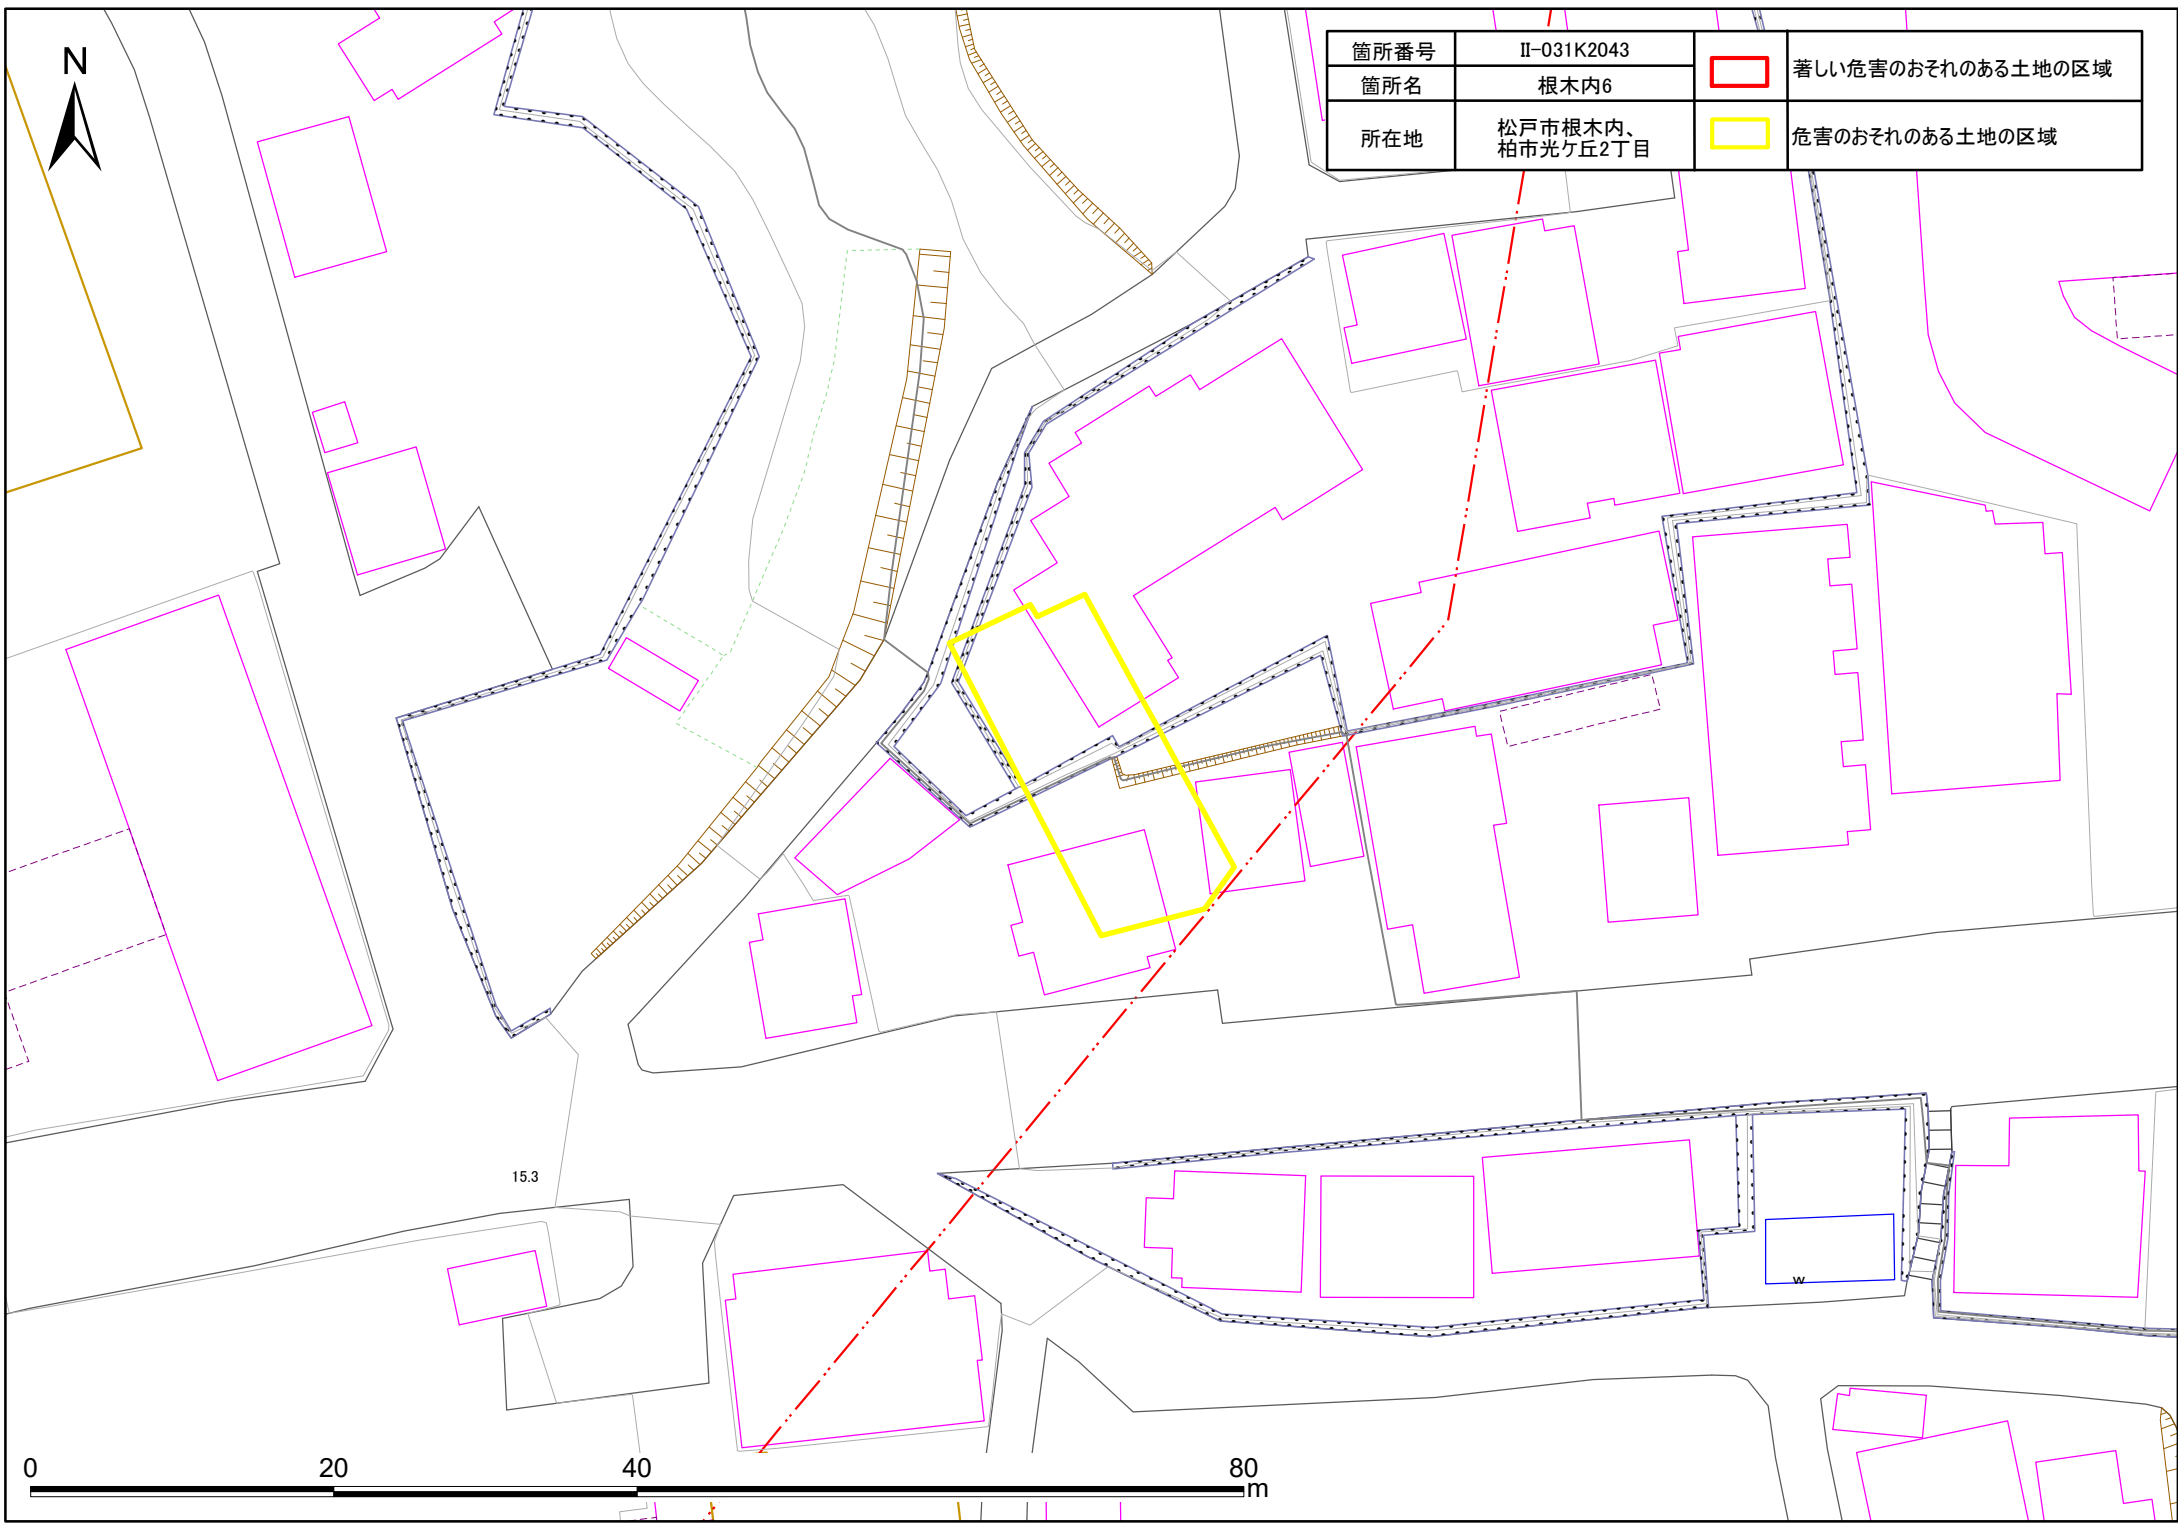 N
箇所番号 II-031K2043
著しい危害のおそれのある土地の区域
箇所名 根木内6
所在地 松戸市根木内、
柏市光ケ丘2丁目
危害のおそれのある土地の区域
15.3
w
0 20 40 80
m